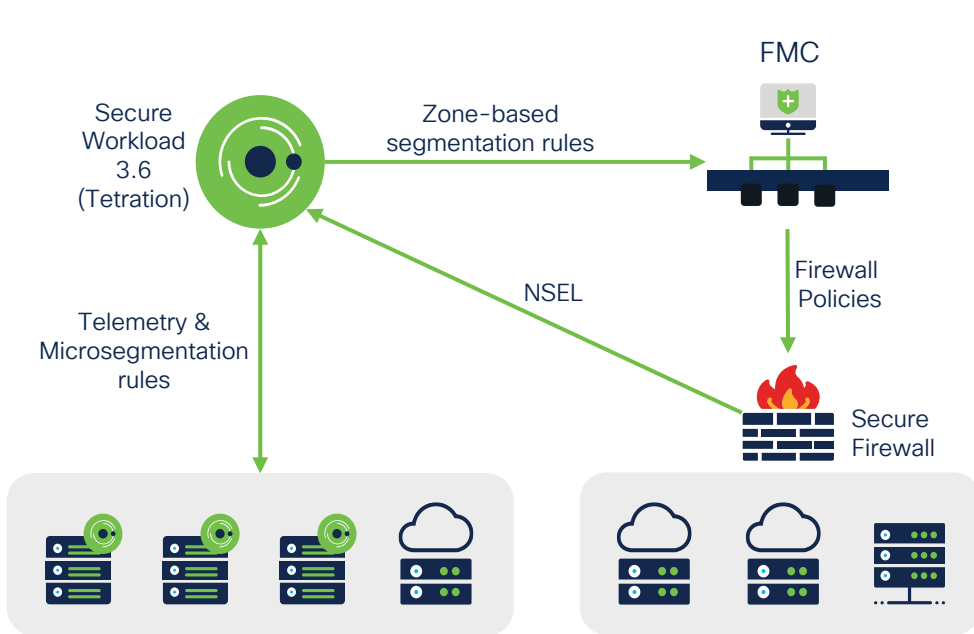 FMC
Secure
Workload
3.6
(Tetration)
Zone-based
segmentation rules
NSEL
Firewall
Policies
Telemetry &
Microsegmentation
rules
Secure
Firewall